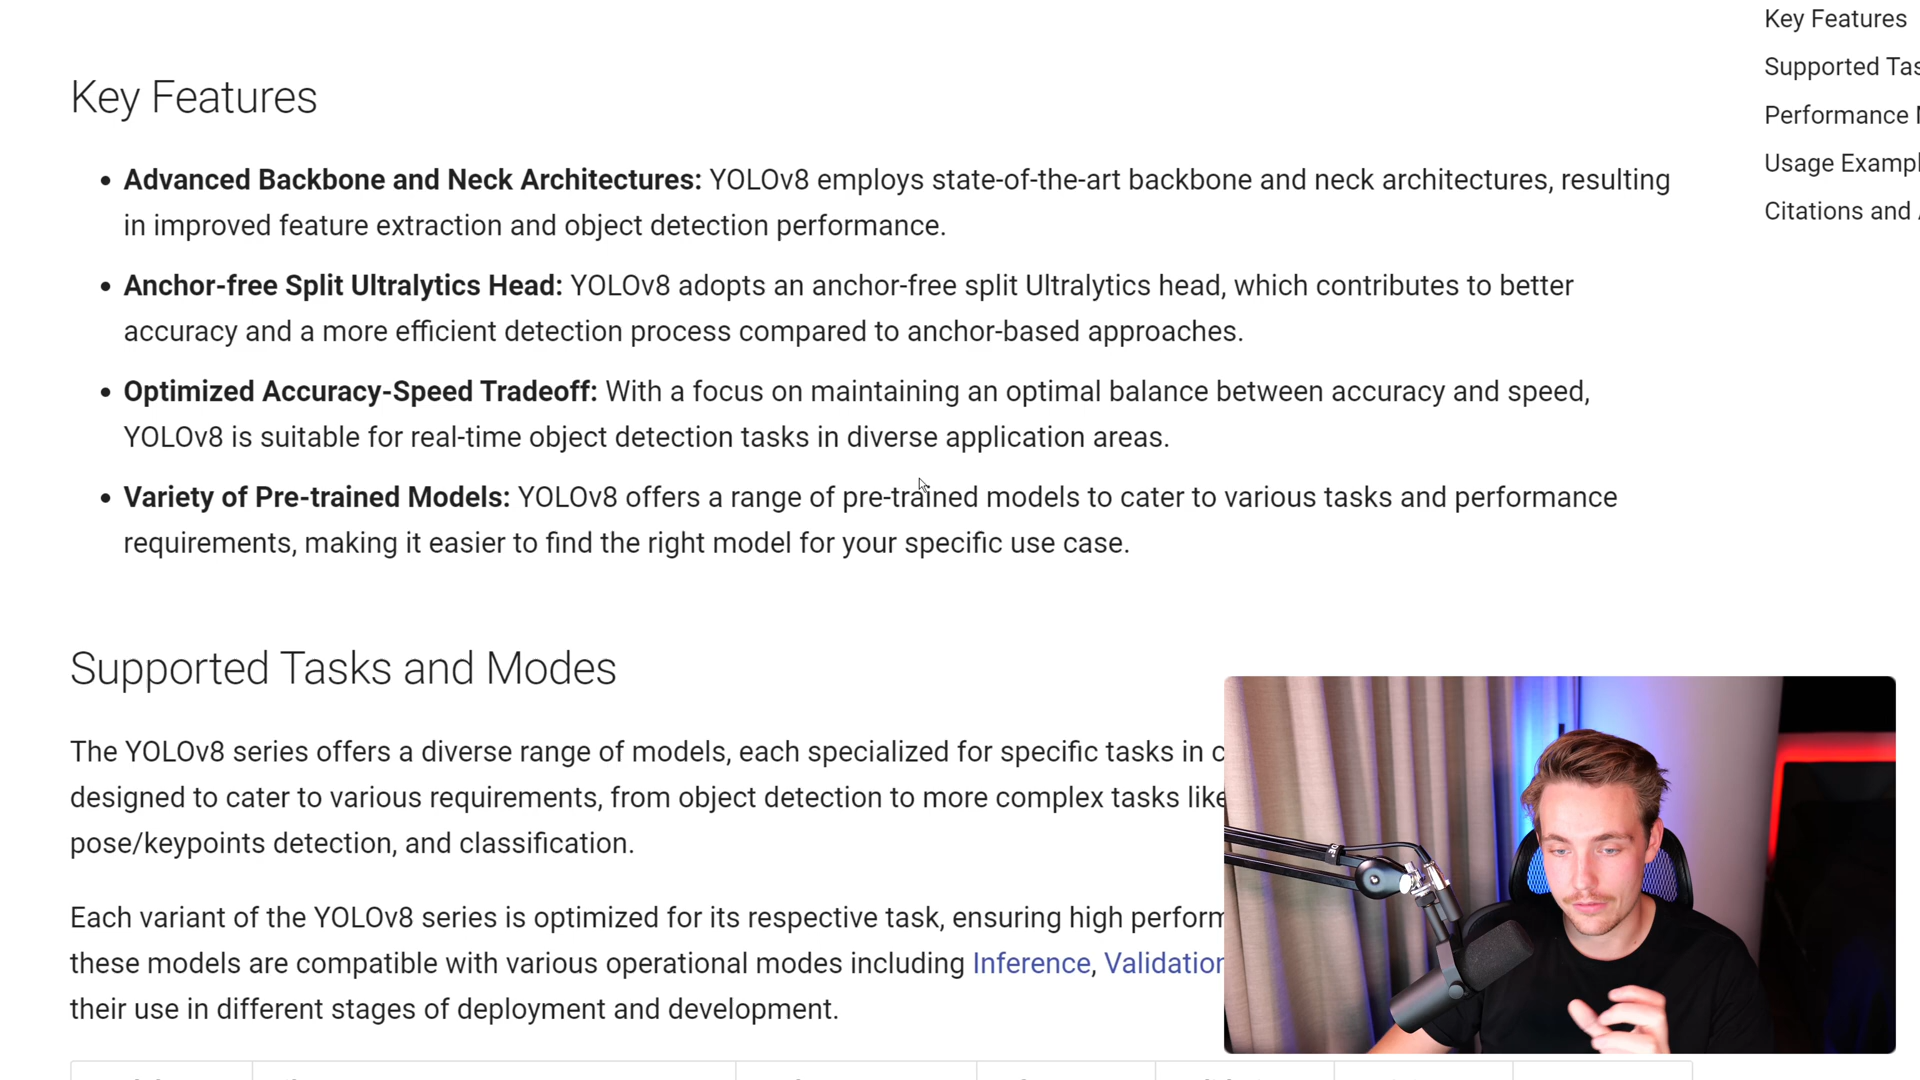 Key Features
Advanced Backbone and Neck Architectures: YOLOv8 employs state-of-the-art backbone and neck architectures, resulting
in improved feature extraction and object detection performance.
Anchor-free Split Ultralytics Head: YOLOv8 adopts an anchor-free split Ultralytics head, which contributes to better
accuracy and a more efficient detection process compared to anchor-based approaches.
Optimized Accuracy-Speed Tradeoff: With a focus on maintaining an optimal balance between accuracy and speed,
YOLOv8 is suitable for real-time object detection tasks in diverse application areas.
Variety of Pre-trained Models: YOLOv8 offers a range of pre-trained models to cater to various tasks and performance
requirements, making it easier to find the right model for your specific use case.
Supported Tasks and Modes
The YOLOv8 series offers a diverse range of models, each specialized for specific tasks in
designed to cater to various requirements, from object detection to more complex tasks like
pose/keypoints detection, and classification.
Each variant of the YOLOv8 series is optimized for its respective task, ensuring high
these models are compatible with various operational modes including Inference, Validation
their use in different stages of deployment and development.
Key Features
Supported
Performance
Usage
Citations and